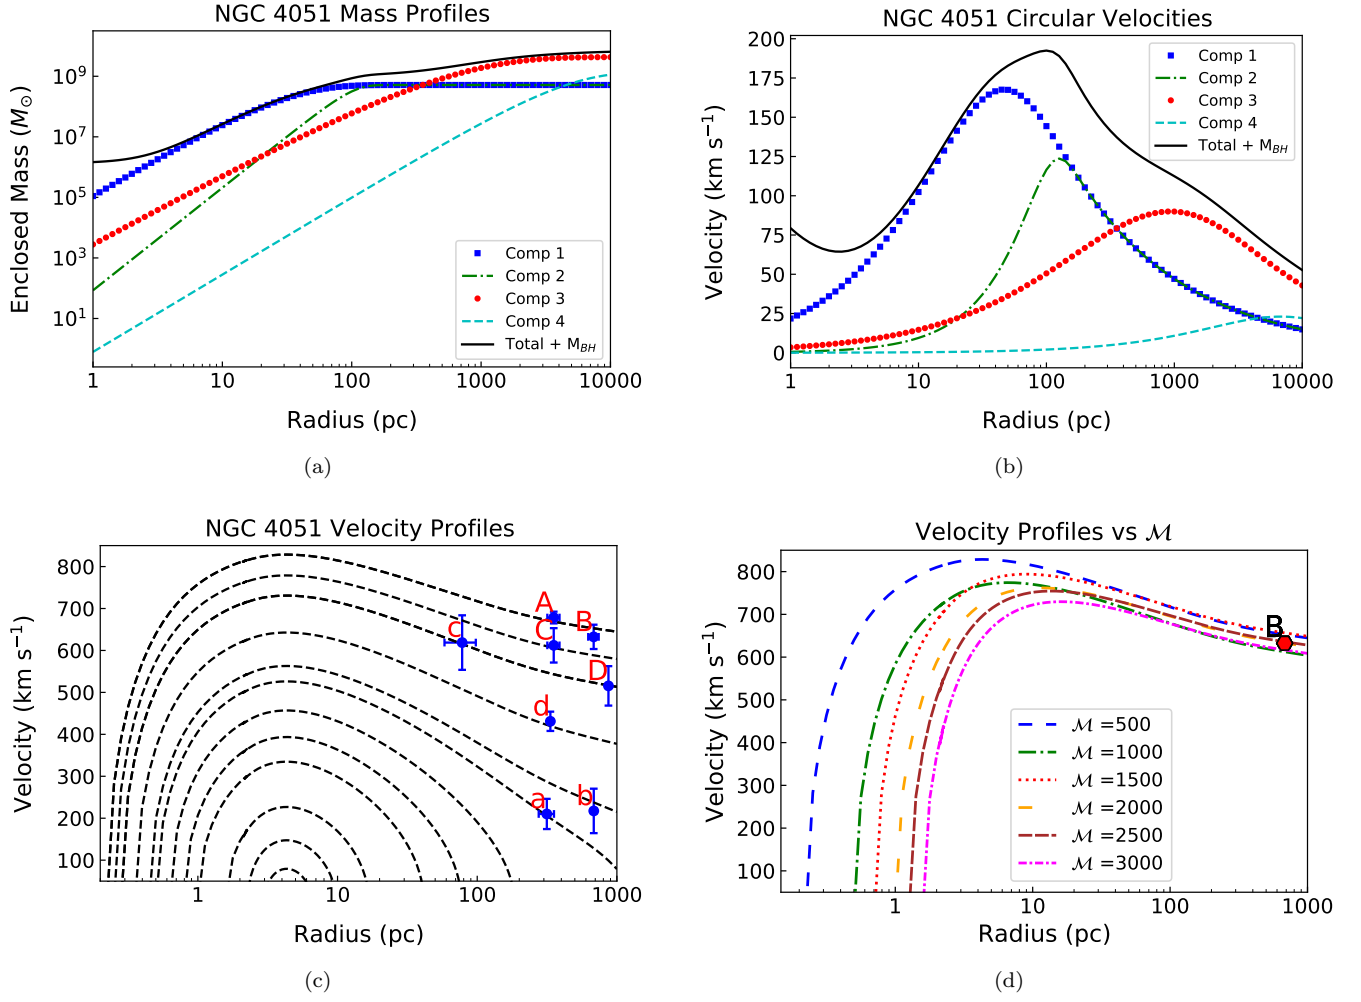 NGC 4051 Mass Profiles
Enclosed Mass (M⊙)
10⁹
10⁷
10⁵
10³
10¹
Comp 1
Comp 2
Comp 3
Comp 4
Total + M_BH
1 10 100 1000 10000
Radius (pc)
(a)
NGC 4051 Circular Velocities
Velocity (km s⁻¹)
200
175
150
125
100
75
50
25
0
Comp 1
Comp 2
Comp 3
Comp 4
Total + M_BH
1 10 100 1000 10000
Radius (pc)
(b)
NGC 4051 Velocity Profiles
Velocity (km s⁻¹)
800
700
600
500
400
300
200
100
A
B
C
c
D
d
a
b
1 10 100 1000
Radius (pc)
(c)
Velocity Profiles vs ℳ
Velocity (km s⁻¹)
800
700
600
500
400
300
200
100
B
ℳ =500
ℳ =1000
ℳ =1500
ℳ =2000
ℳ =2500
ℳ =3000
1 10 100 1000
Radius (pc)
(d)